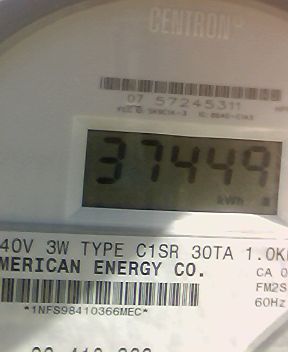 CENTRON®
07 57245311
37449
kWh
40V 3W TYPE C1SR 30TA 1.0K
MERICAN ENERGY CO.
CA 0
FM2S
60Hz
*1NFS98410366MEC*